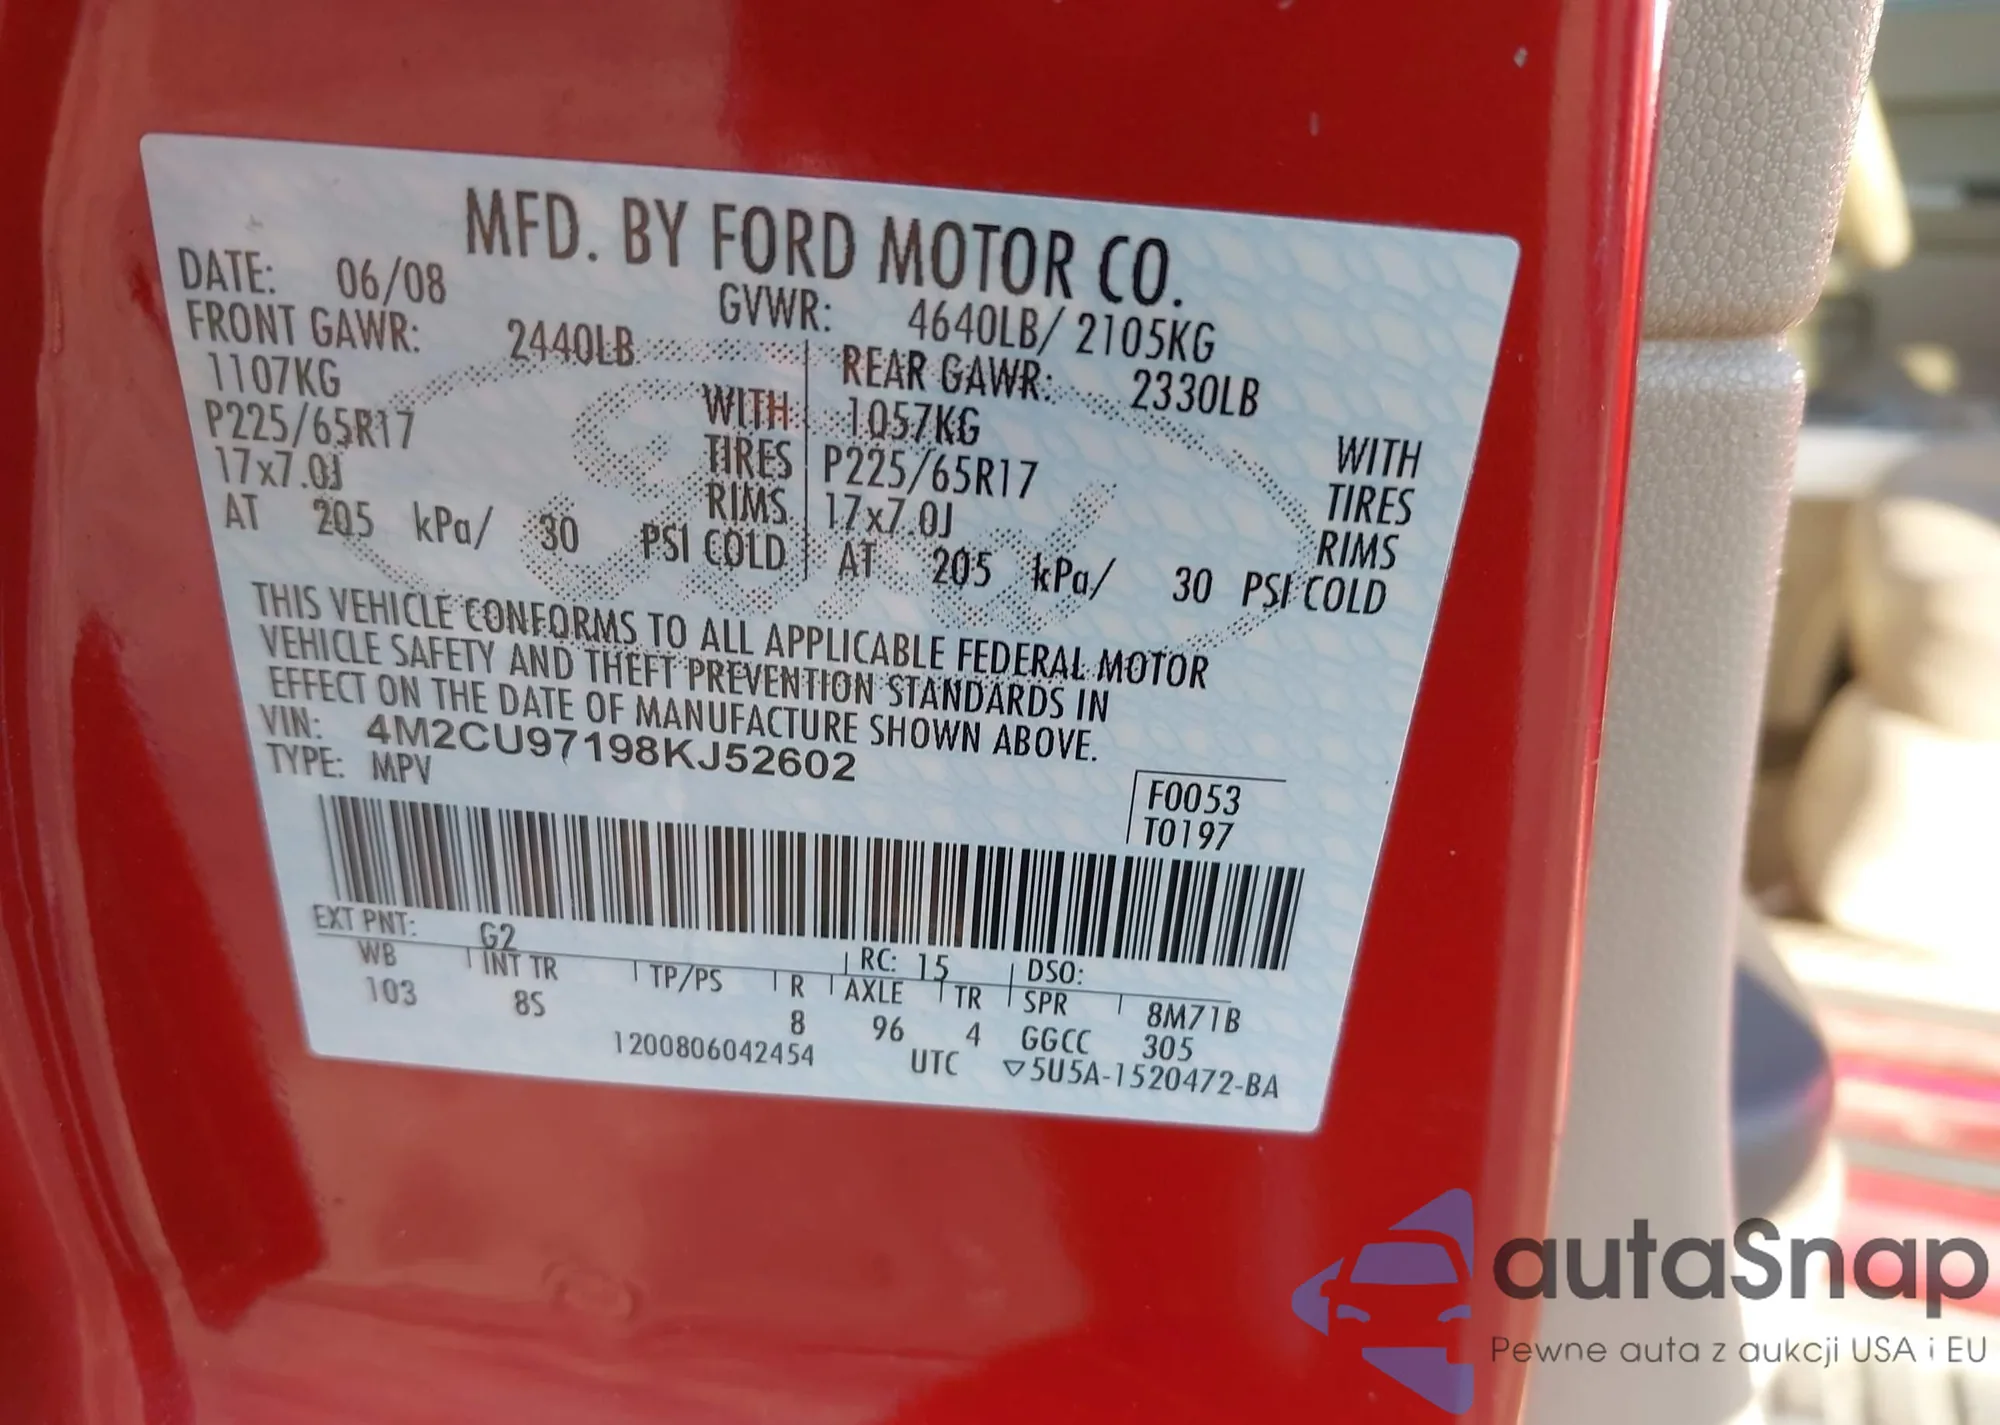 MFD. BY FORD MOTOR CO.
DATE: 06/08 GVWR: 4640LB/ 2105KG
FRONT GAWR: 2440LB REAR GAWR: 2330LB
1107KG WITH 1057KG WITH
P225/65R17 TIRES P225/65R17 TIRES
17x7.0J RIMS 17x7.0J RIMS
AT 205 kPa/ 30 PSI COLD AT 205 kPa/ 30 PSI COLD
THIS VEHICLE CONFORMS TO ALL APPLICABLE FEDERAL MOTOR
VEHICLE SAFETY AND THEFT PREVENTION STANDARDS IN
EFFECT ON THE DATE OF MANUFACTURE SHOWN ABOVE.
VIN: 4M2CU97198KJ52602
TYPE: MPV
F0053
T0197
EXT PNT: G2 RC: 15 DSO:
WB INT TR TP/PS R AXLE TR SPR 8M71B
103 8S 8 96 4 GGCC 305
1200806042454 UTC ▽5U5A-1520472-BA
autaSnap
Pewne auta z aukcji USA i EU